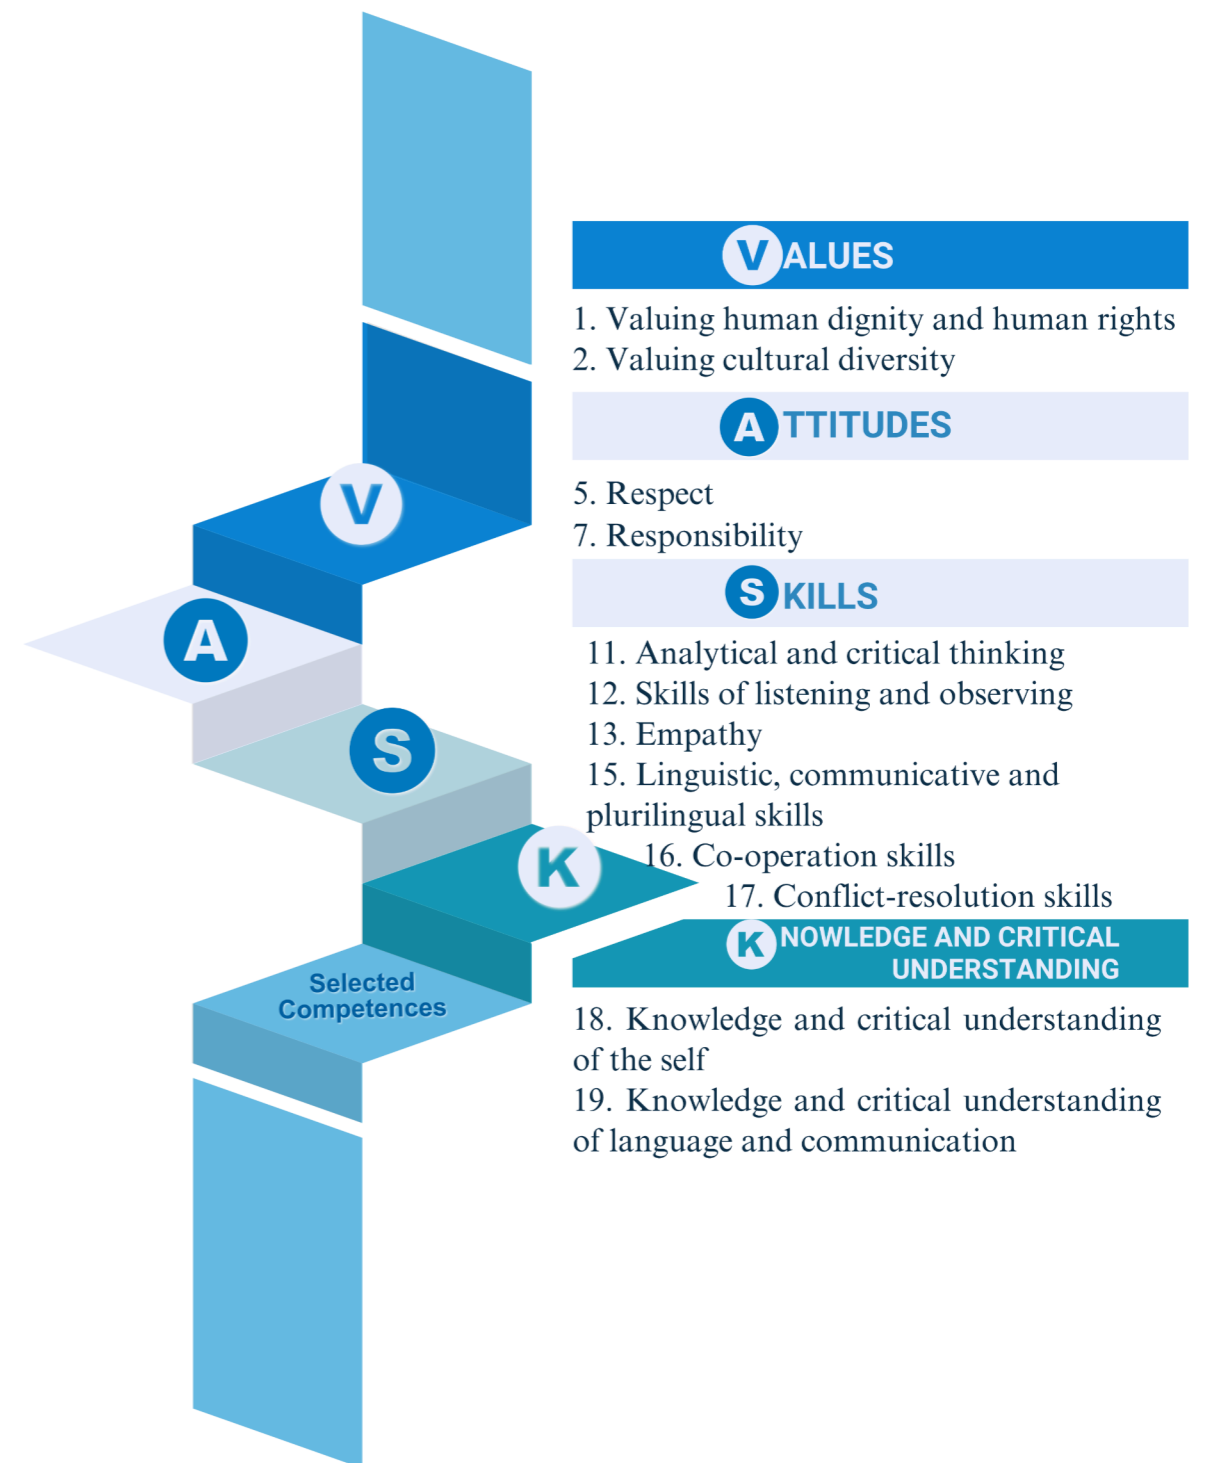 VALUES
1. Valuing human dignity and human rights
2. Valuing cultural diversity
ATTITUDES
5. Respect
7. Responsibility
SKILLS
11. Analytical and critical thinking
12. Skills of listening and observing
13. Empathy
15. Linguistic, communicative and
plurilingual skills
16. Co-operation skills
17. Conflict-resolution skills
KNOWLEDGE AND CRITICAL
UNDERSTANDING
18. Knowledge and critical understanding
of the self
19. Knowledge and critical understanding
of language and communication
V
A
S
K
Selected
Competences